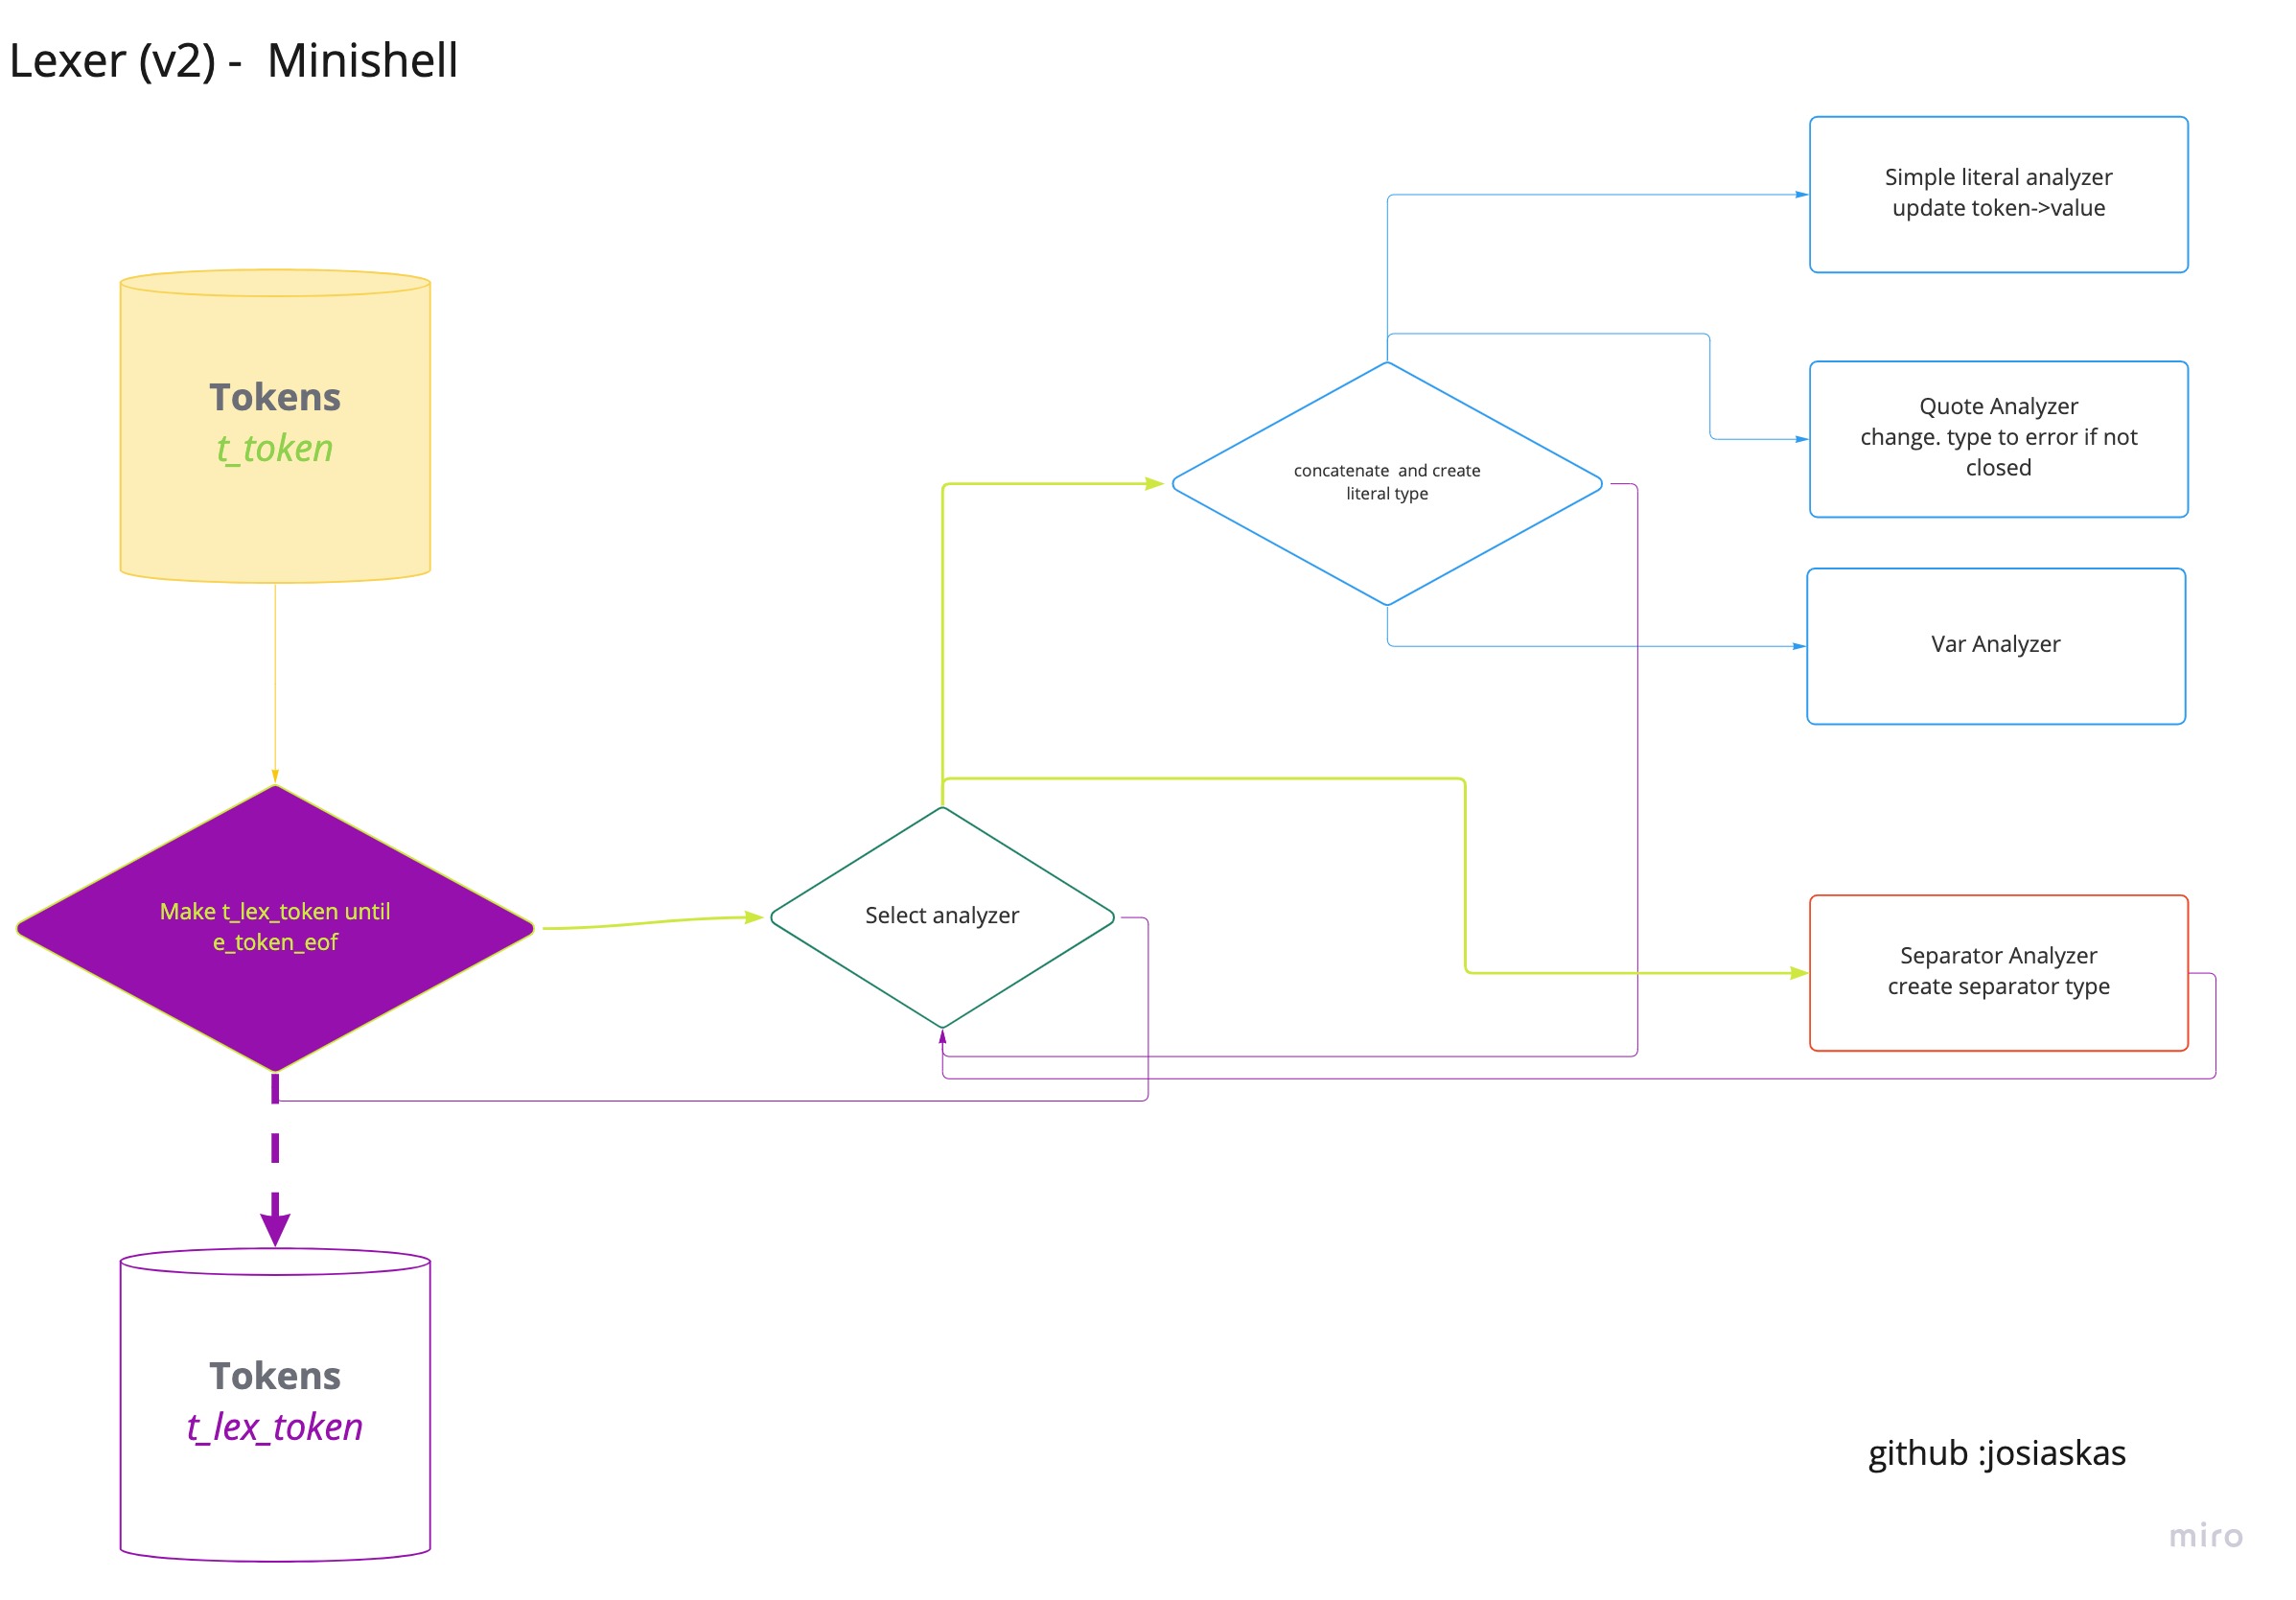 Lexer (v2) -  Minishell
Simple literal analyzer
update token->value
Tokens
t_token
Quote Analyzer
change. type to error if not
closed
concatenate  and create
literal type
Var Analyzer
Make t_lex_token until
e_token_eof
Select analyzer
Separator Analyzer
create separator type
Tokens
t_lex_token
github :josiaskas
miro